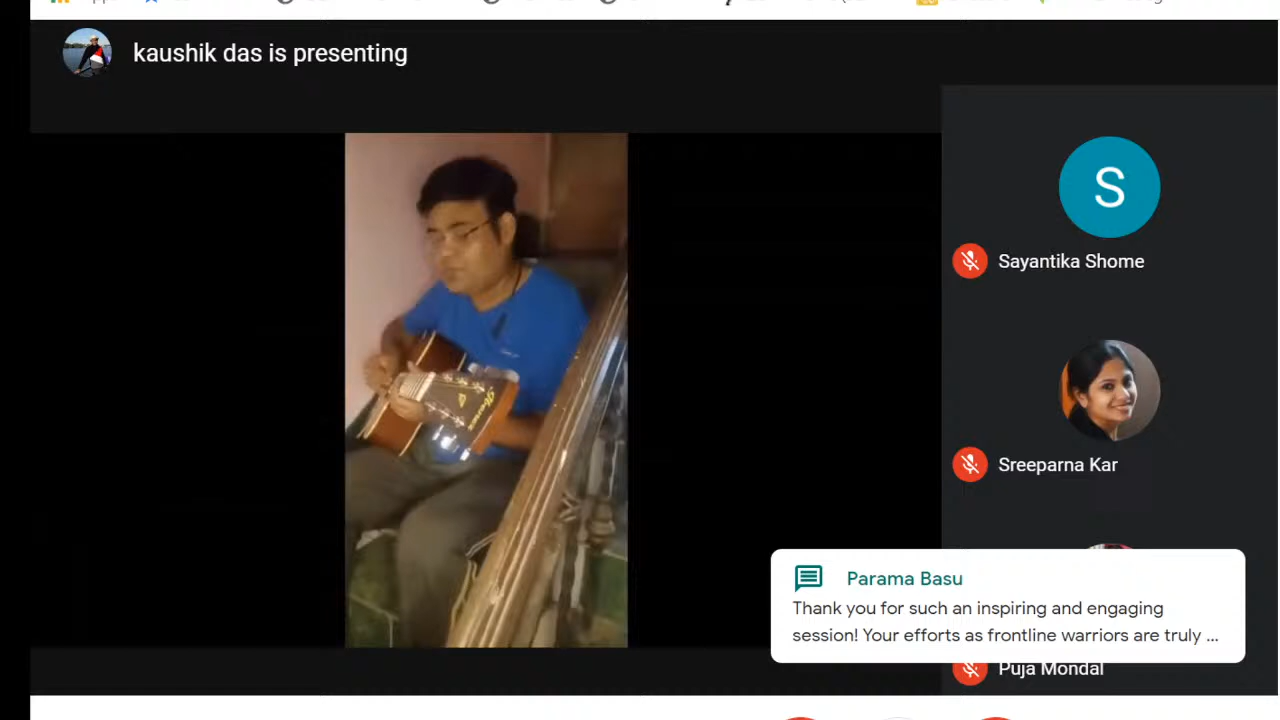 kaushik das is presenting
S
Sayantika Shome
Sreeparna Kar
Parama Basu
Thank you for such an inspiring and engaging
session! Your efforts as frontline warriors are truly ...
Puja Mondal
Ibanez